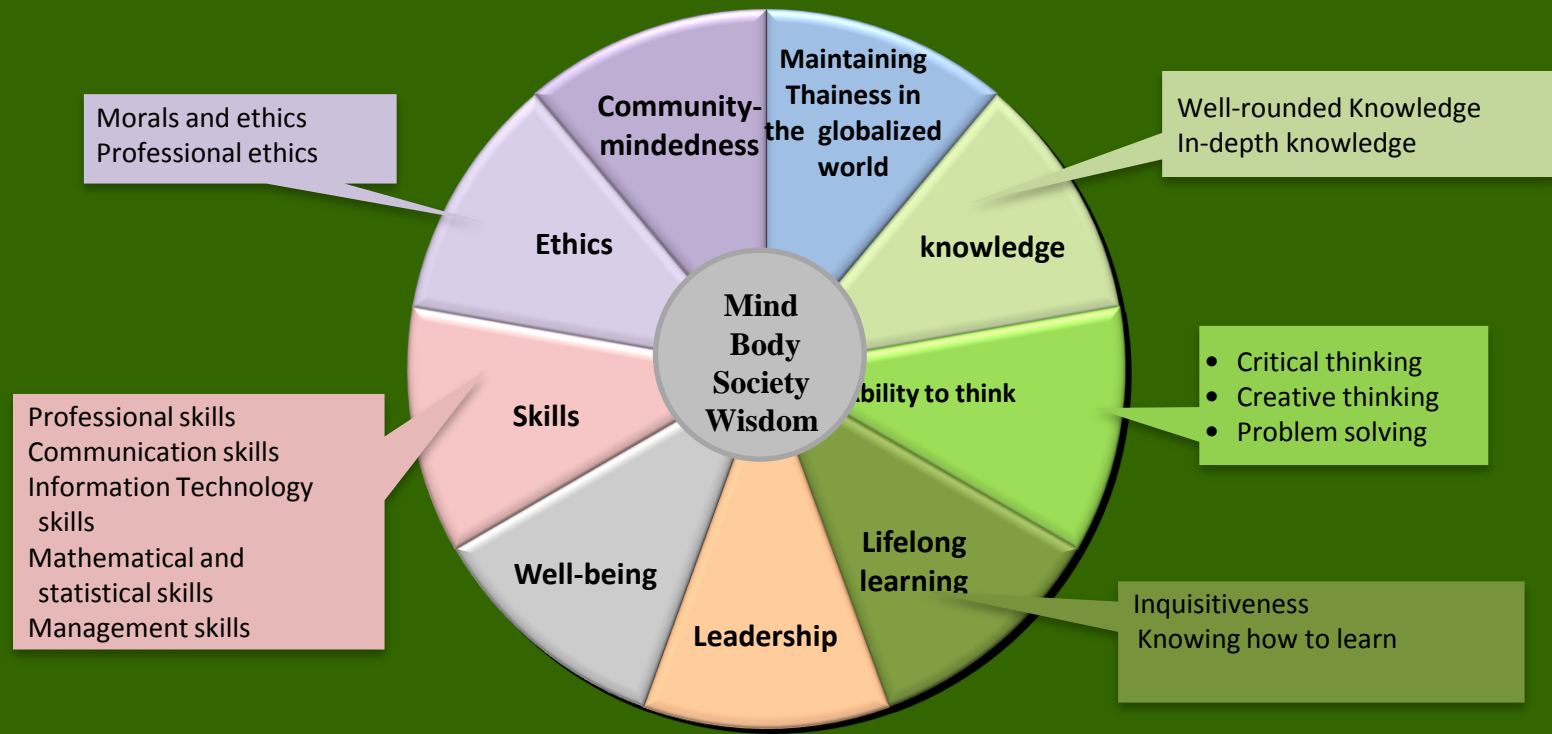 Maintaining
Thainess in
the globalized
world
knowledge
Well-rounded Knowledge
In-depth knowledge
bility to think
• Critical thinking
• Creative thinking
• Problem solving
Lifelong
learning
Inquisitiveness
Knowing how to learn
Leadership
Well-being
Skills
Professional skills
Communication skills
Information Technology
skills
Mathematical and
statistical skills
Management skills
Ethics
Morals and ethics
Professional ethics
Community-
mindedness
Mind
Body
Society
Wisdom